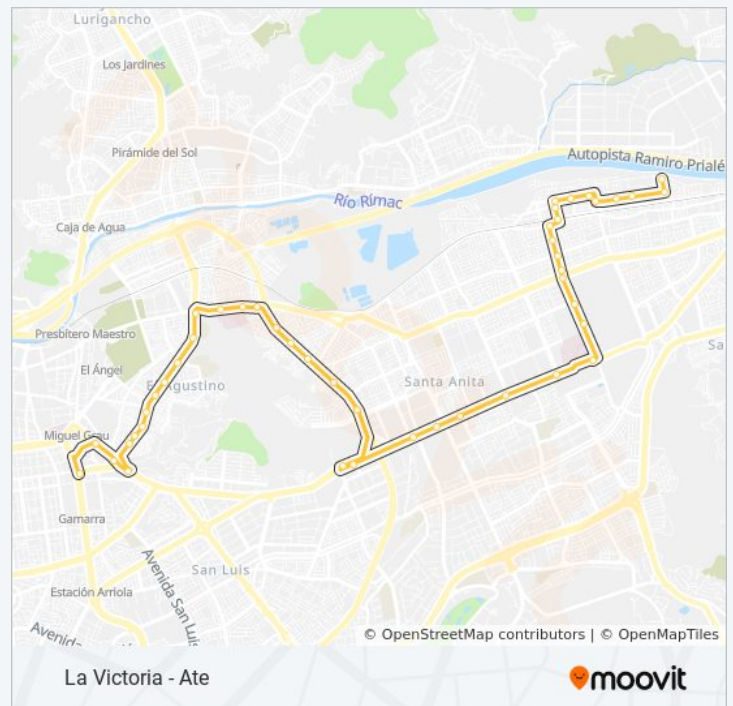 Lurigancho
Los Jardines
Pirámide del Sol
Autopista Ramiro Prialé
Río Rímac
Caja de Agua
Presbítero Maestro
El Ángel
El Agustino
Santa Anita
Sa
Miguel Grau
Gamarra
San Luis
Avenida San Luis
Estación Arriola
Avenida
© OpenStreetMap contributors | © OpenMapTiles
La Victoria - Ate
moovit